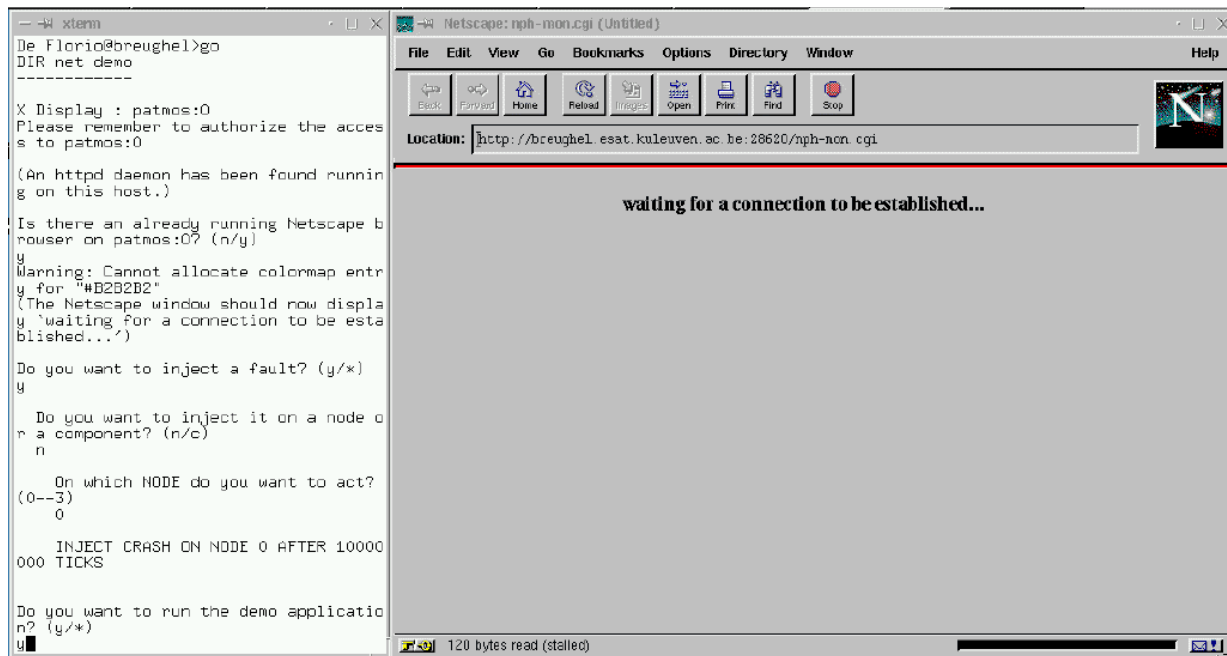 xterm
De Florio@breughel>go
DIR net demo
------------
X Display : patmos:0
Please remember to authorize the acces
s to patmos:0
(An httpd daemon has been found runnin
g on this host.)
Is there an already running Netscape b
rowser on patmos:0? (n/y)
y
Warning: Cannot allocate colormap entr
y for "#B2B2B2"
(The Netscape window should now displa
y `waiting for a connection to be esta
blished...')
Do you want to inject a fault? (y/*)
y
Do you want to inject it on a node o
r a component? (n/c)
n
On which NODE do you want to act?
(0--3)
0
INJECT CRASH ON NODE 0 AFTER 10000
000 TICKS
Do you want to run the demo applicatio
n? (y/*)
y
Netscape: nph-mon.cgi (Untitled)
File Edit View Go Bookmarks Options Directory Window Help
Back Forward Home Reload Images Open Print Find Stop
N
Location: http://breughel.esat.kuleuven.ac.be:28620/nph-mon.cgi
waiting for a connection to be established...
120 bytes read (stalled)